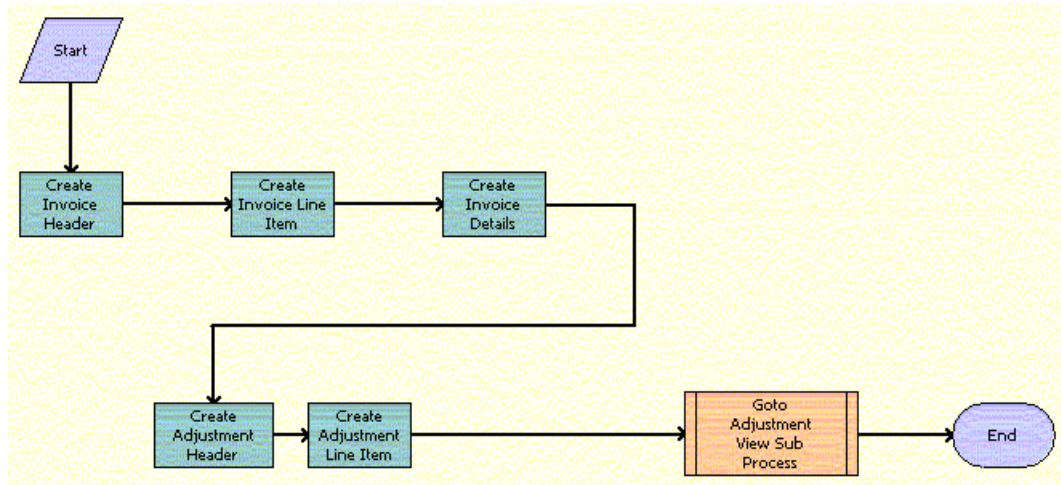 Start
Create
Invoice
Header
Create
Invoice Line
Item
Create
Invoice
Details
Create
Adjustment
Header
Create
Adjustment
Line Item
Goto
Adjustment
View Sub
Process
End